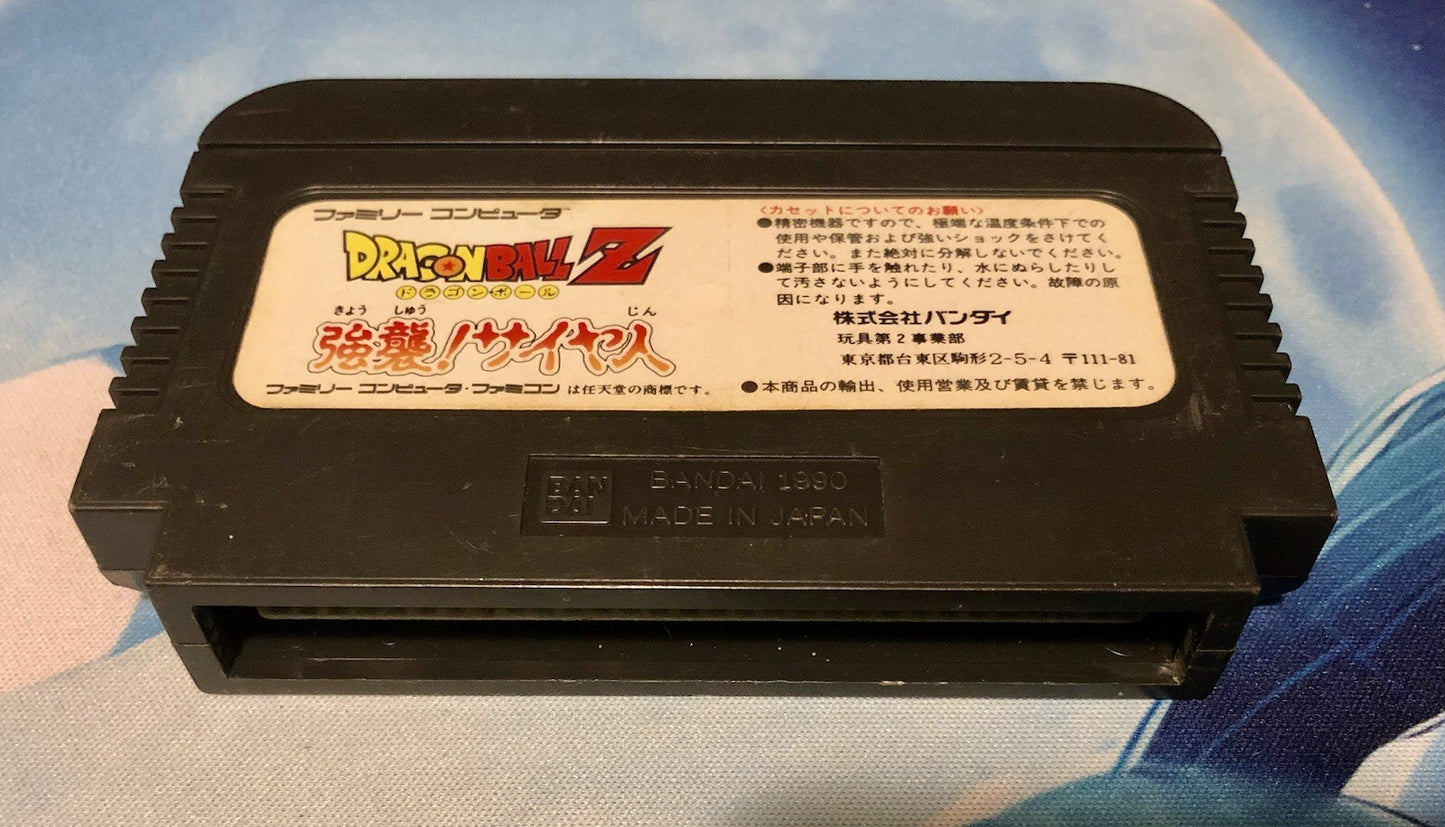 ファミリー コンピュータ™
DRAGON BALL Z
ドラゴンボール
きょう しゅう じん
強襲!サイヤ人
ファミリー コンピュータ・ファミコン は任天堂の商標です。
〈カセットについてのお願い〉
●精密機器ですので、極端な温度条件下での
使用や保管および強いショックをさけてく
ださい。また絶対に分解しないでください。
●端子部に手を触れたり、水にぬらしたりし
て汚さないようにしてください。故障の原
因になります。
株式会社バンダイ
玩具第2事業部
東京都台東区駒形2-5-4 〒111-81
●本商品の輸出、使用営業及び賃貸を禁じます。
BAN
DAI
BANDAI 1990
MADE IN JAPAN